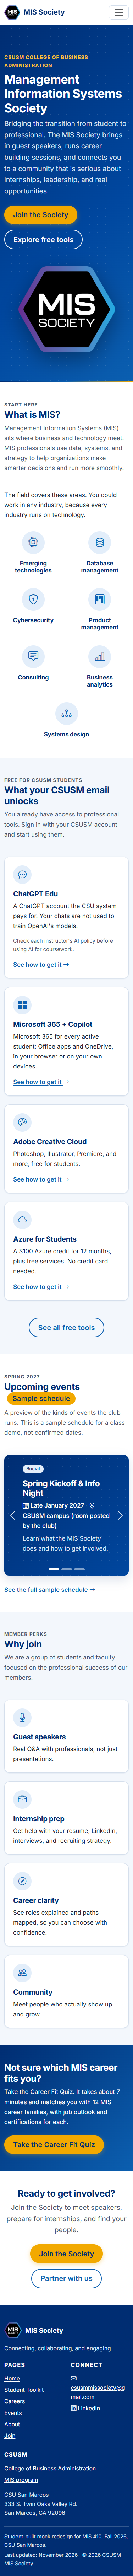 MIS Society
CSUSM COLLEGE OF BUSINESS
ADMINISTRATION
Management
Information Systems
Society
Bridging the transition from student to
professional. The MIS Society brings
in guest speakers, runs career-
building sessions, and connects you
to a community that is serious about
internships, leadership, and real
opportunities.
Join the Society
Explore free tools
MIS
SOCIETY
START HERE
What is MIS?
Management Information Systems (MIS)
sits where business and technology meet.
MIS professionals use data, systems, and
strategy to help organizations make
smarter decisions and run more smoothly.
The field covers these areas. You could
work in any industry, because every
industry runs on technology.
Emerging
technologies
Database
management
Cybersecurity
Product
management
Consulting
Business
analytics
Systems design
FREE FOR CSUSM STUDENTS
What your CSUSM email
unlocks
You already have access to professional
tools. Sign in with your CSUSM account
and start using them.
ChatGPT Edu
A ChatGPT account the CSU system
pays for. Your chats are not used to
train OpenAI's models.
Check each instructor's AI policy before
using AI for coursework.
See how to get it →
Microsoft 365 + Copilot
Microsoft 365 for every active
student: Office apps and OneDrive,
in your browser or on your own
devices.
See how to get it →
Adobe Creative Cloud
Photoshop, Illustrator, Premiere, and
more, free for students.
See how to get it →
Azure for Students
A $100 Azure credit for 12 months,
plus free services. No credit card
needed.
See how to get it →
See all free tools
SPRING 2027
Upcoming events
Sample schedule
A preview of the kinds of events the club
runs. This is a sample schedule for a class
demo, not confirmed dates.
Social
Spring Kickoff & Info
Night
Late January 2027
CSUSM campus (room posted
by the club)
Learn what the MIS Society
does and how to get involved.
See the full sample schedule →
MEMBER PERKS
Why join
We are a group of students and faculty
focused on the professional success of our
members.
Guest speakers
Real Q&A with professionals, not just
presentations.
Internship prep
Get help with your resume, LinkedIn,
interviews, and recruiting strategy.
Career clarity
See roles explained and paths
mapped, so you can choose with
confidence.
Community
Meet people who actually show up
and grow.
Not sure which MIS career
fits you?
Take the Career Fit Quiz. It takes about 7
minutes and matches you with 12 MIS
career families, with job outlook and
certifications for each.
Take the Career Fit Quiz
Ready to get involved?
Join the Society to meet speakers,
prepare for internships, and find your
people.
Join the Society
Partner with us
MIS Society
Connecting, collaborating, and engaging.
PAGES
Home
Student Toolkit
Careers
Events
About
Join
CONNECT
csusmmissociety@g
mail.com
LinkedIn
CSUSM
College of Business Administration
MIS program
CSU San Marcos
333 S. Twin Oaks Valley Rd.
San Marcos, CA 92096
Student-built mock redesign for MIS 410, Fall 2026,
CSU San Marcos.
Last updated: November 2026 · © 2026 CSUSM
MIS Society